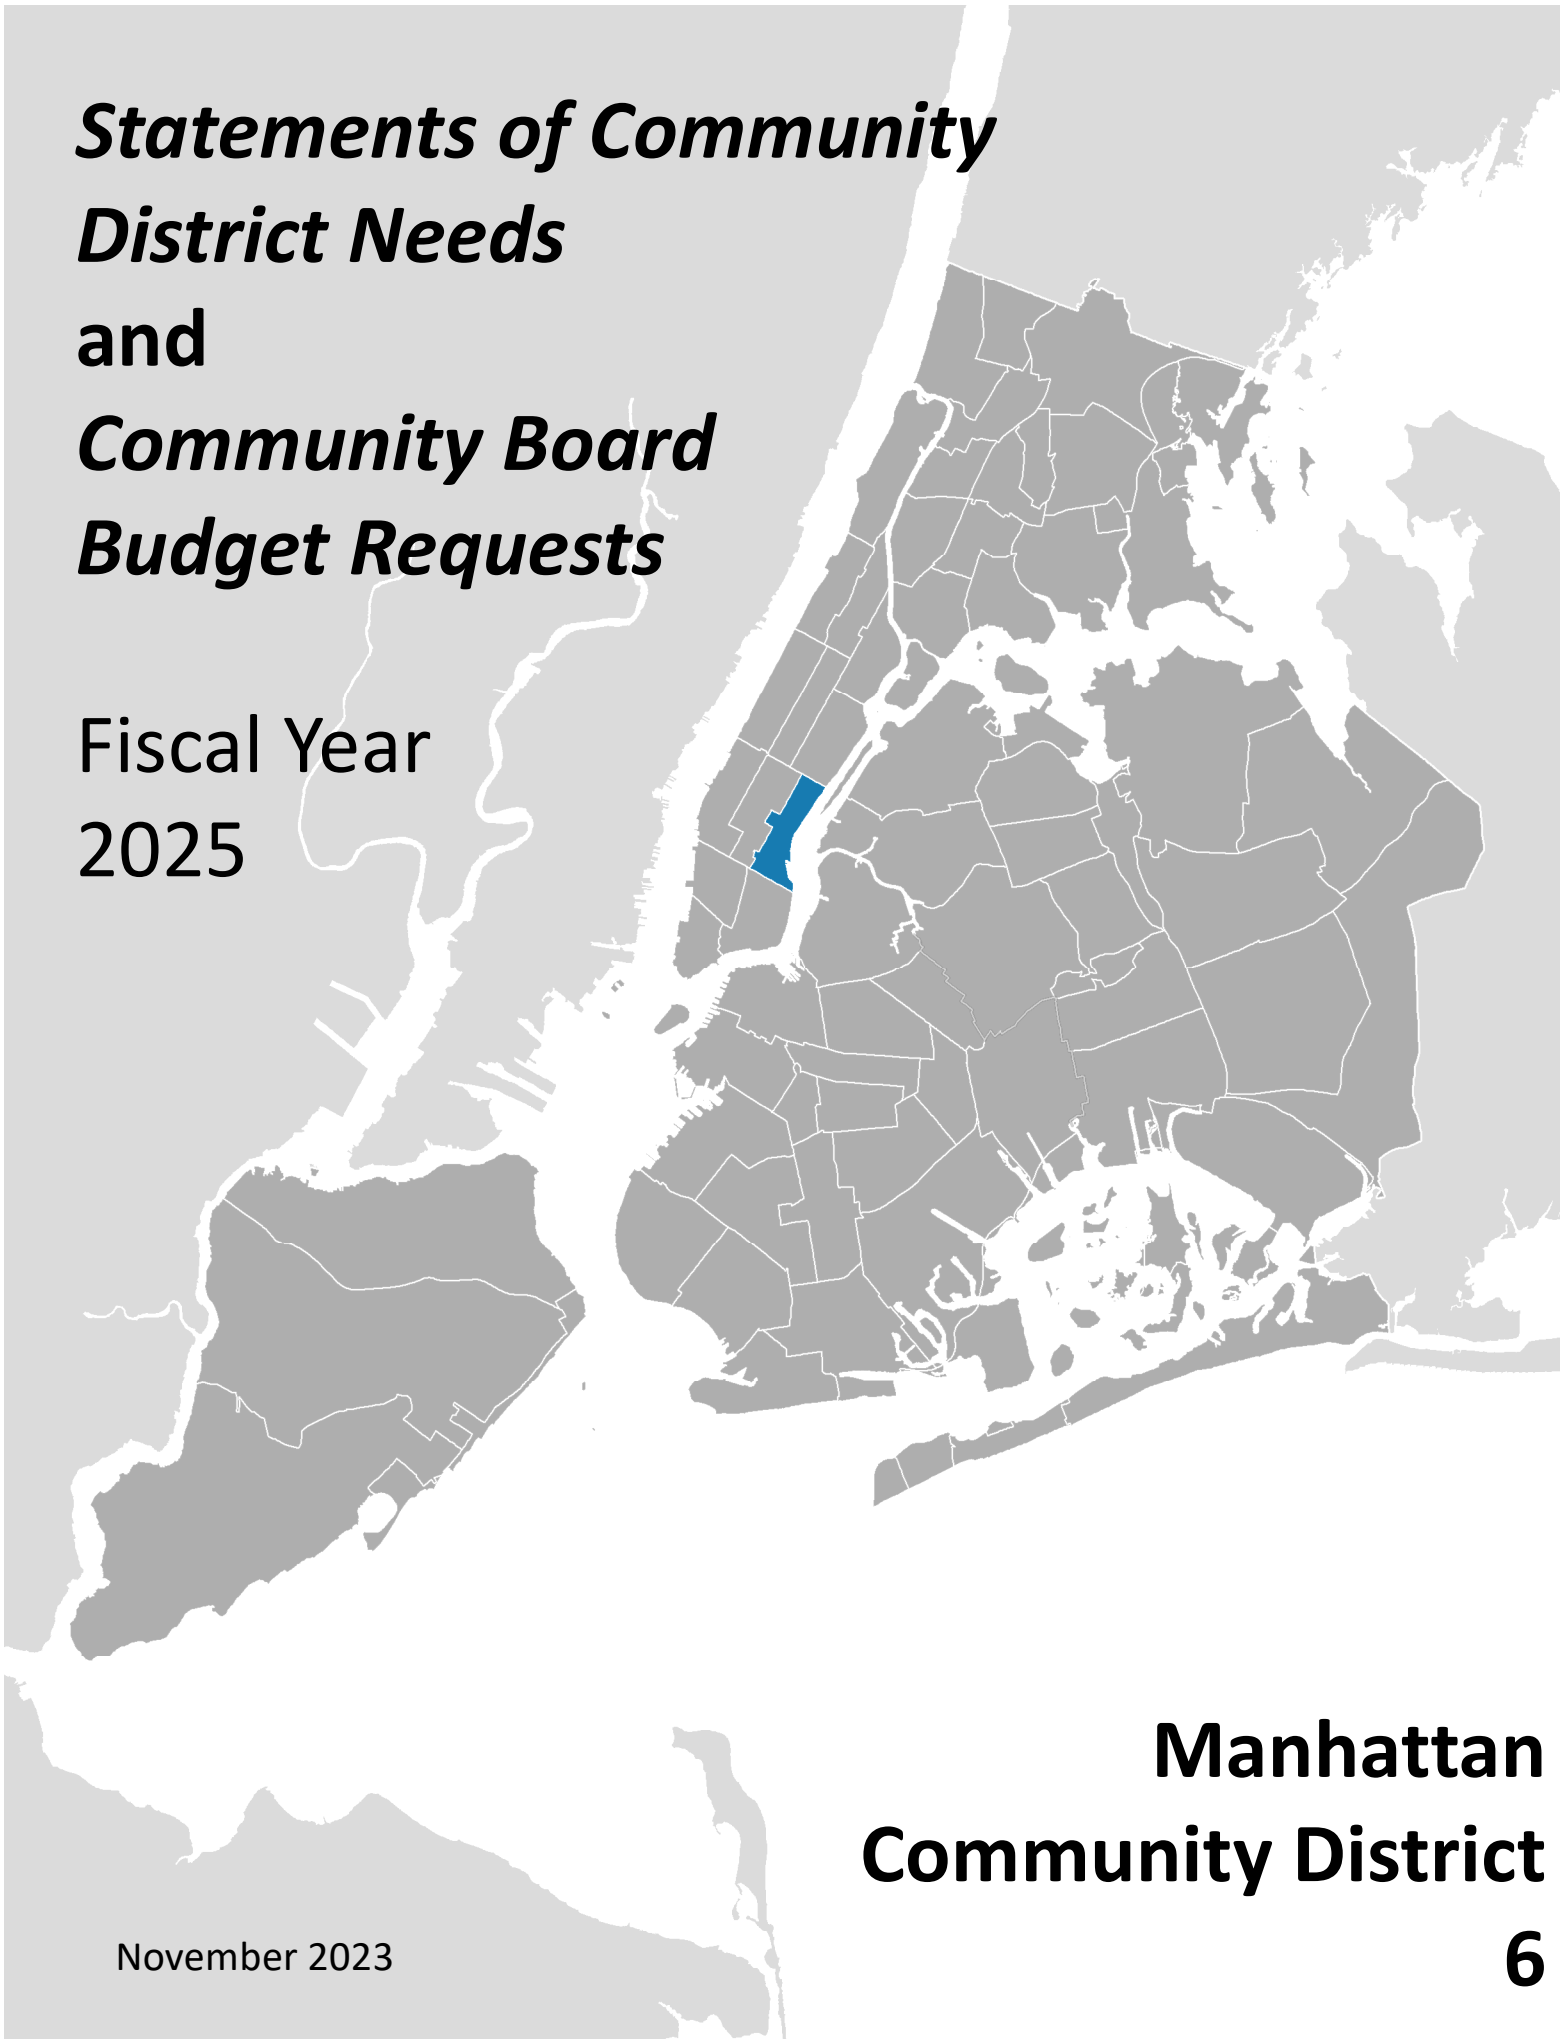 Statements of Community
District Needs
and
Community Board
Budget Requests
Fiscal Year
2025
Manhattan
Community District
6
November 2023